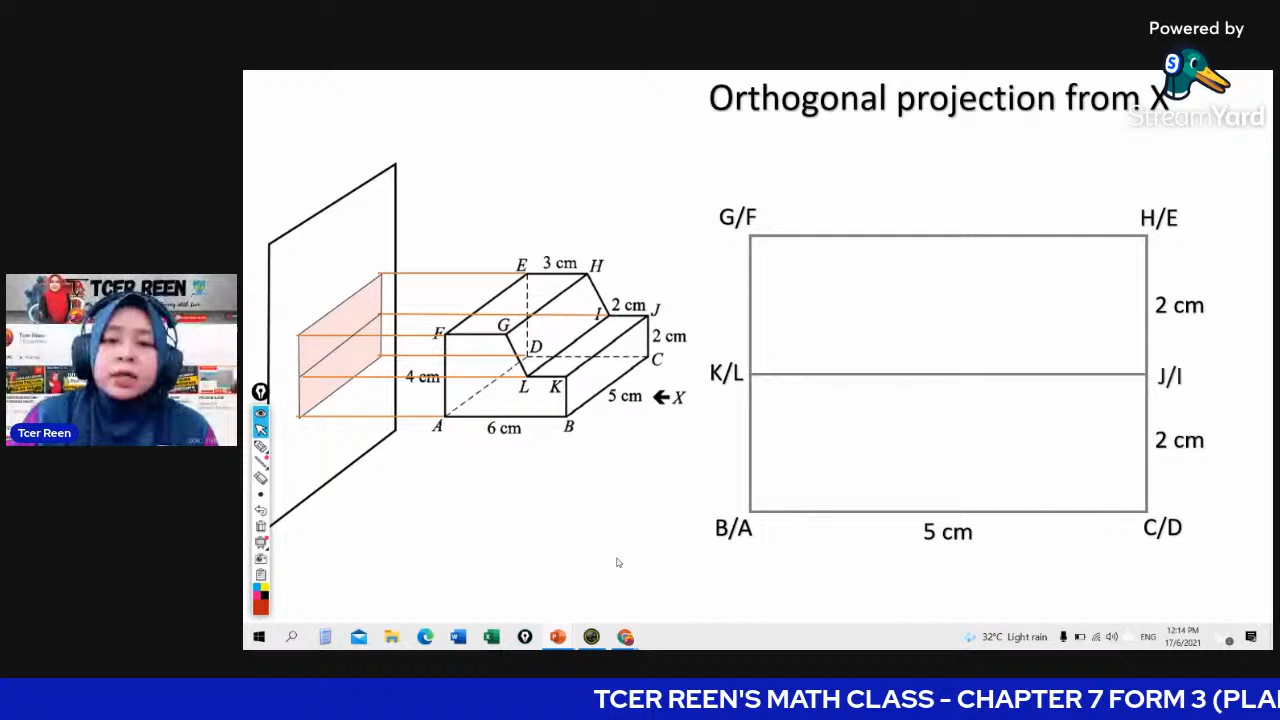 Powered by
S
StreamYard
Orthogonal projection from X
G/F
H/E
2 cm
K/L
J/I
2 cm
B/A
5 cm
C/D
E
3 cm
H
I
2 cm
J
F
G
2 cm
D
C
4 cm
L
K
5 cm
X
A
6 cm
B
TCER REEN
Tcer Reen
32°C Light rain
ENG
12:14 PM
17/6/2021
TCER REEN'S MATH CLASS – CHAPTER 7 FORM 3 (PLA